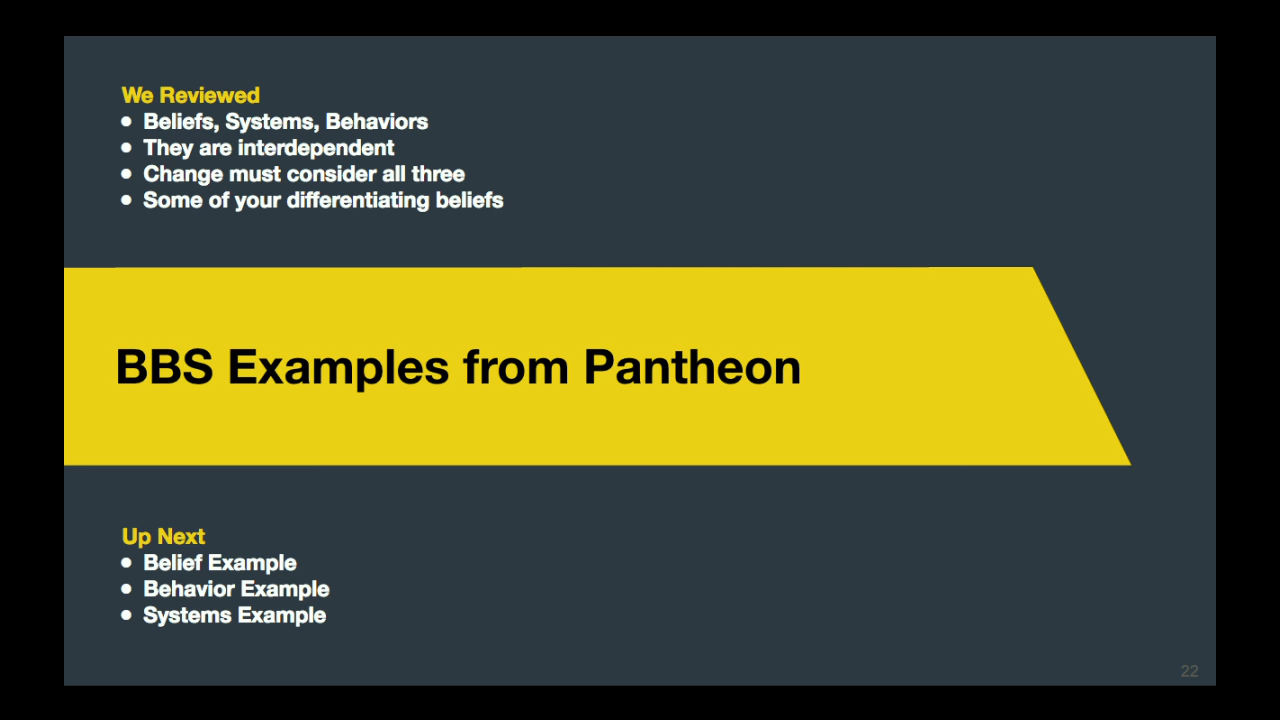 We Reviewed
● Beliefs, Systems, Behaviors
● They are interdependent
● Change must consider all three
● Some of your differentiating beliefs
BBS Examples from Pantheon
Up Next
● Belief Example
● Behavior Example
● Systems Example
22